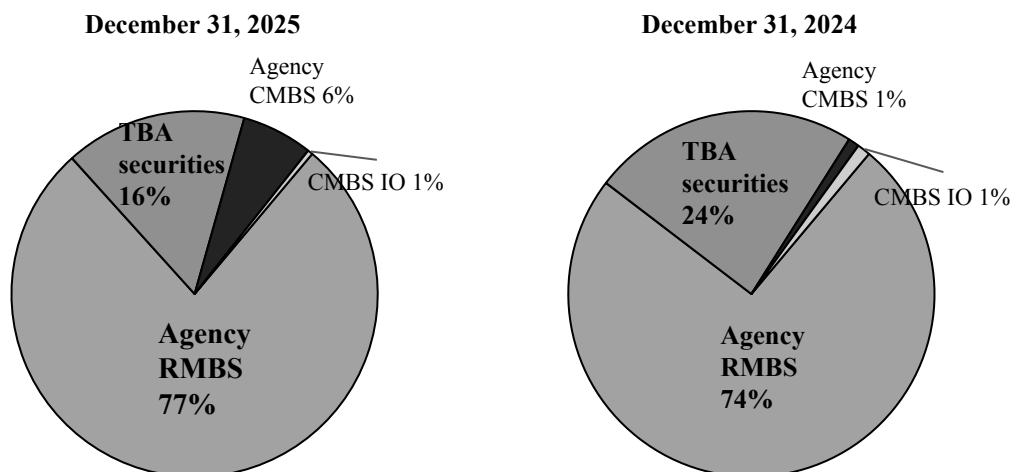 December 31, 2025
Agency
CMBS 6%
TBA
securities
16%
CMBS IO 1%
Agency
RMBS
77%
December 31, 2024
Agency
CMBS 1%
TBA
securities
24%
CMBS IO 1%
Agency
RMBS
74%